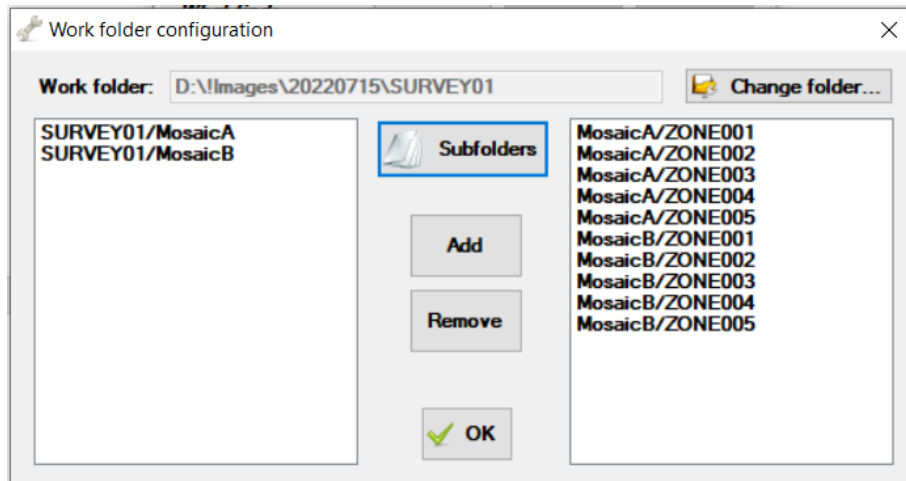 Work folder configuration
Work folder: D:\!Images\20220715\SURVEY01 Change folder...
SURVEY01/MosaicA
SURVEY01/MosaicB
Subfolders
Add
Remove
OK
MosaicA/ZONE001
MosaicA/ZONE002
MosaicA/ZONE003
MosaicA/ZONE004
MosaicA/ZONE005
MosaicB/ZONE001
MosaicB/ZONE002
MosaicB/ZONE003
MosaicB/ZONE004
MosaicB/ZONE005